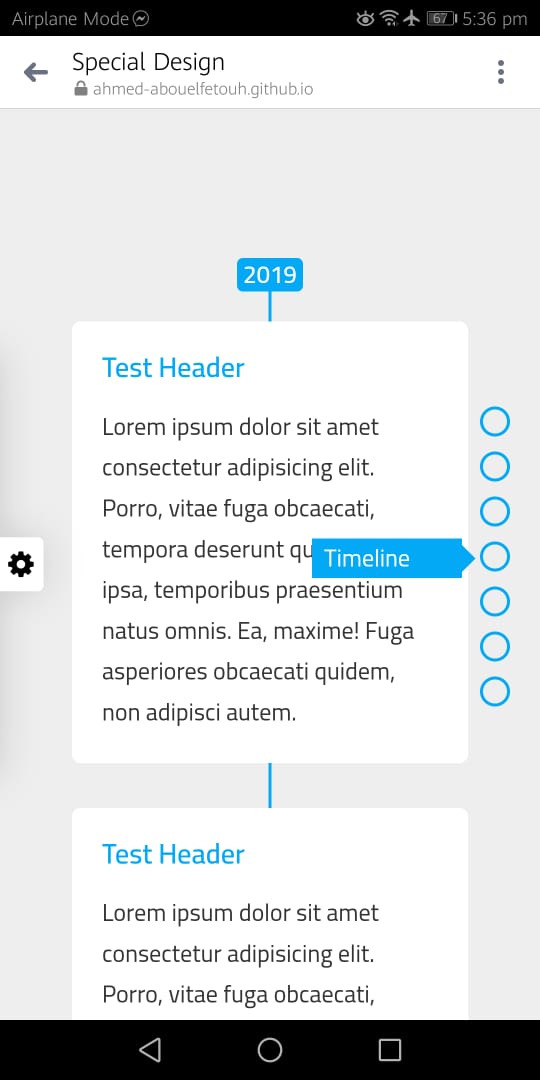 Airplane Mode 67 5:36 pm
Special Design
ahmed-abouelfetouh.github.io
2019
Test Header
Lorem ipsum dolor sit amet
consectetur adipisicing elit.
Porro, vitae fuga obcaecati,
tempora deserunt qu
Timeline
ipsa, temporibus praesentium
natus omnis. Ea, maxime! Fuga
asperiores obcaecati quidem,
non adipisci autem.
Test Header
Lorem ipsum dolor sit amet
consectetur adipisicing elit.
Porro, vitae fuga obcaecati,